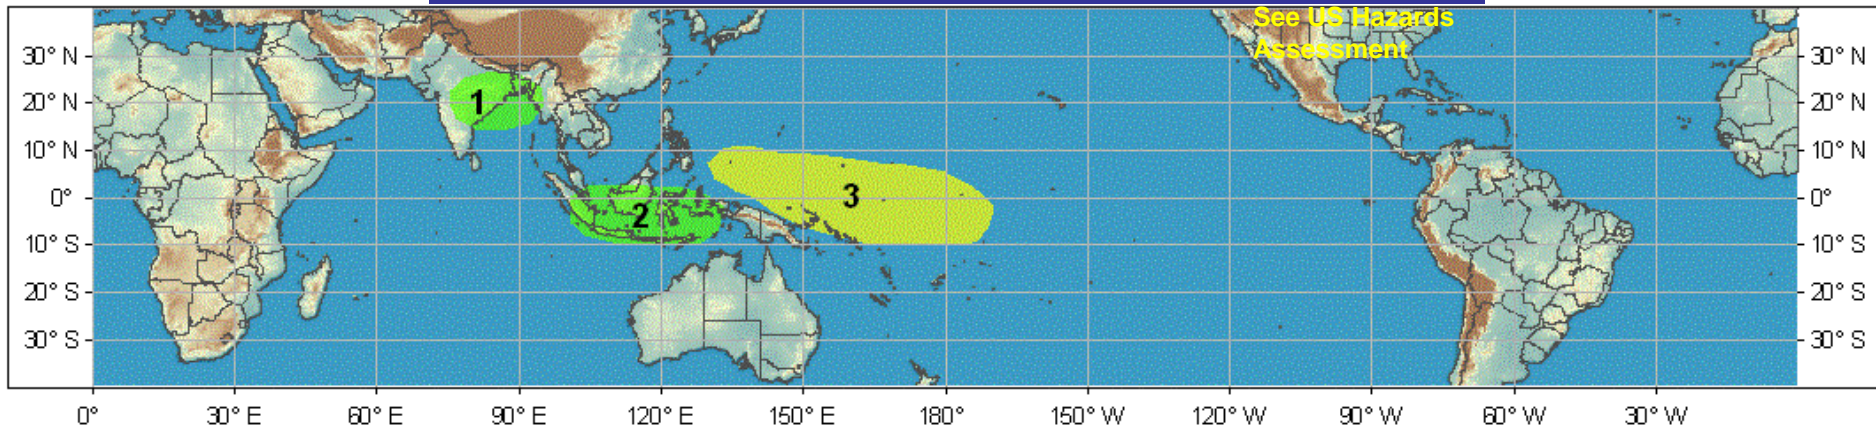 See US Hazards
Assessment
30° N
30° N
1
20° N
20° N
10° N
10° N
3
0°
0°
2
10° S
10° S
20° S
20° S
30° S
30° S
0°
30° E
60° E
90° E
120° E
150° E
180°
150° W
120° W
90° W
60° W
30° W